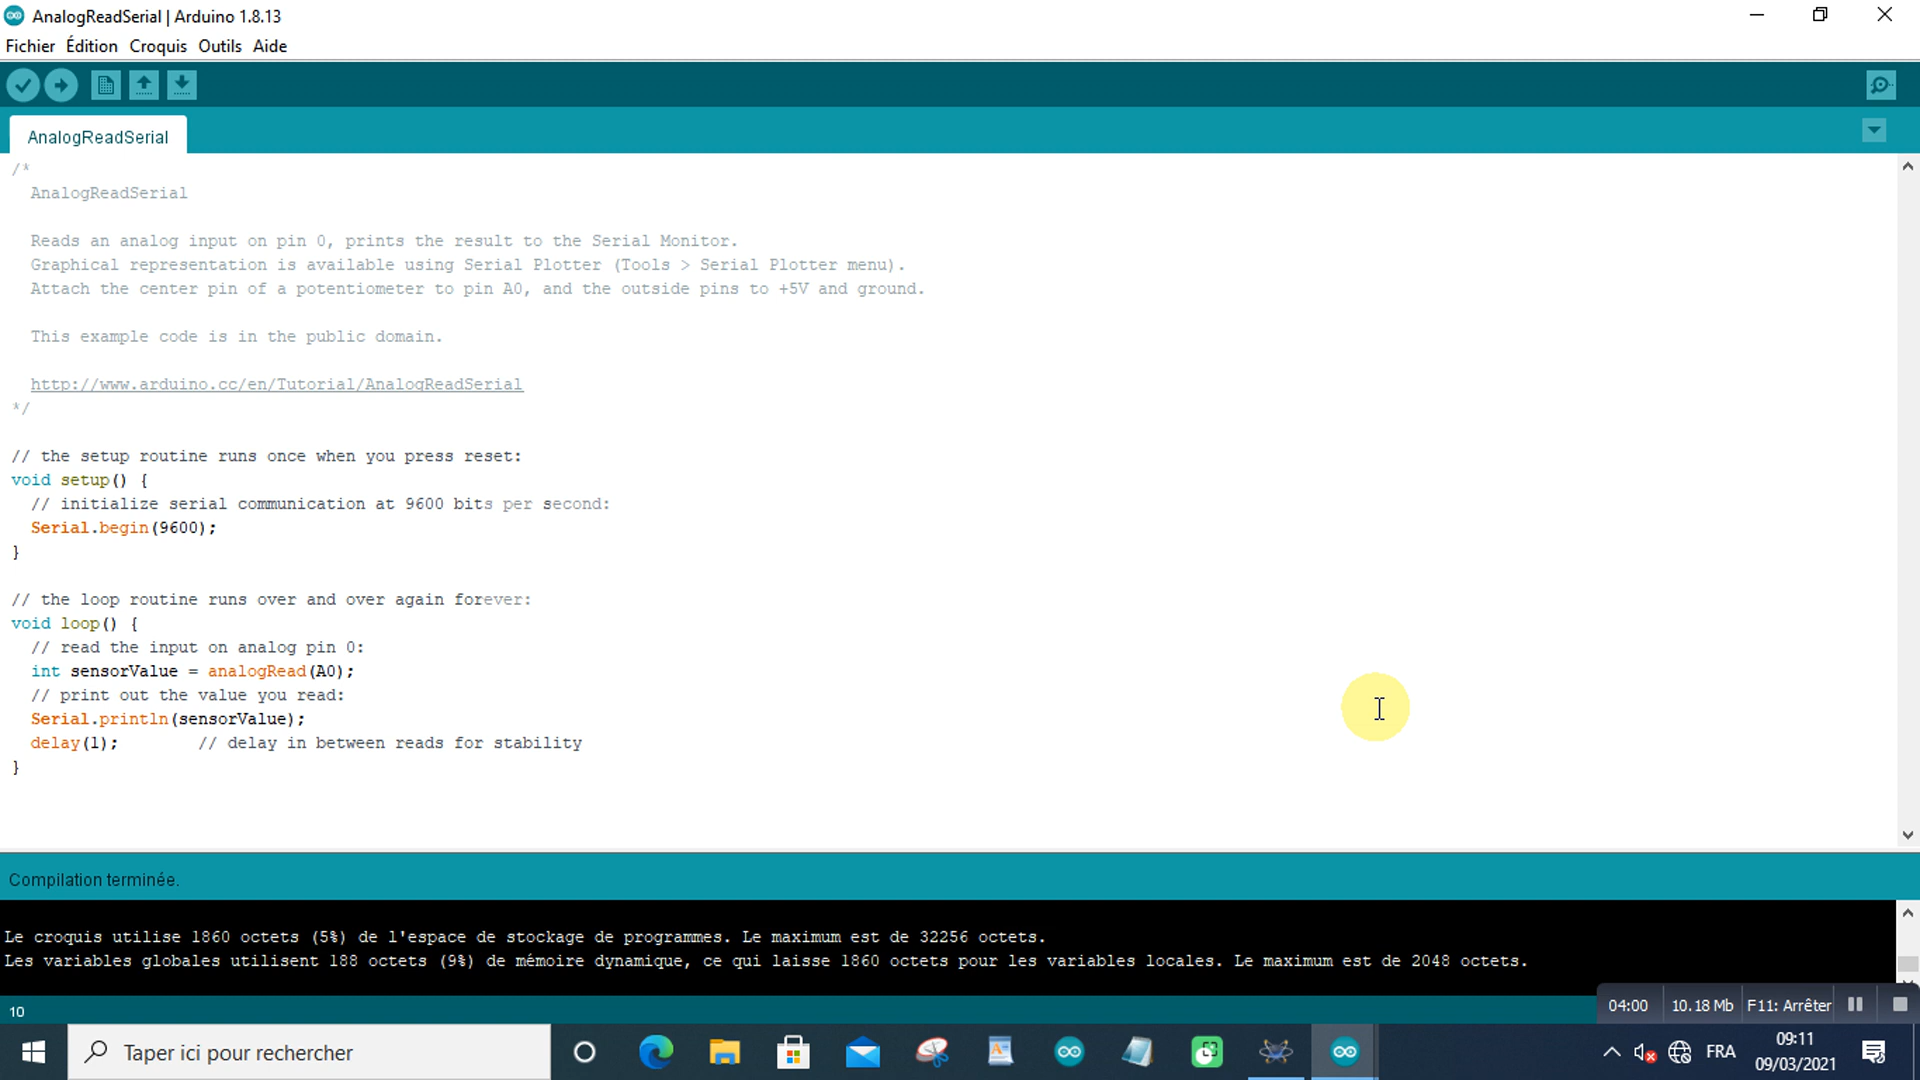 AnalogReadSerial | Arduino 1.8.13
Fichier Édition Croquis Outils Aide
AnalogReadSerial
/*
AnalogReadSerial
Reads an analog input on pin 0, prints the result to the Serial Monitor.
Graphical representation is available using Serial Plotter (Tools > Serial Plotter menu).
Attach the center pin of a potentiometer to pin A0, and the outside pins to +5V and ground.
This example code is in the public domain.
http://www.arduino.cc/en/Tutorial/AnalogReadSerial
*/
// the setup routine runs once when you press reset:
void setup() {
// initialize serial communication at 9600 bits per second:
Serial.begin(9600);
}
// the loop routine runs over and over again forever:
void loop() {
// read the input on analog pin 0:
int sensorValue = analogRead(A0);
// print out the value you read:
Serial.println(sensorValue);
delay(1);        // delay in between reads for stability
}
Compilation terminée.
Le croquis utilise 1860 octets (5%) de l'espace de stockage de programmes. Le maximum est de 32256 octets.
Les variables globales utilisent 188 octets (9%) de mémoire dynamique, ce qui laisse 1860 octets pour les variables locales. Le maximum est de 2048 octets.
10
04:00 10.18 Mb F11: Arrêter
Taper ici pour rechercher
FRA
09:11
09/03/2021